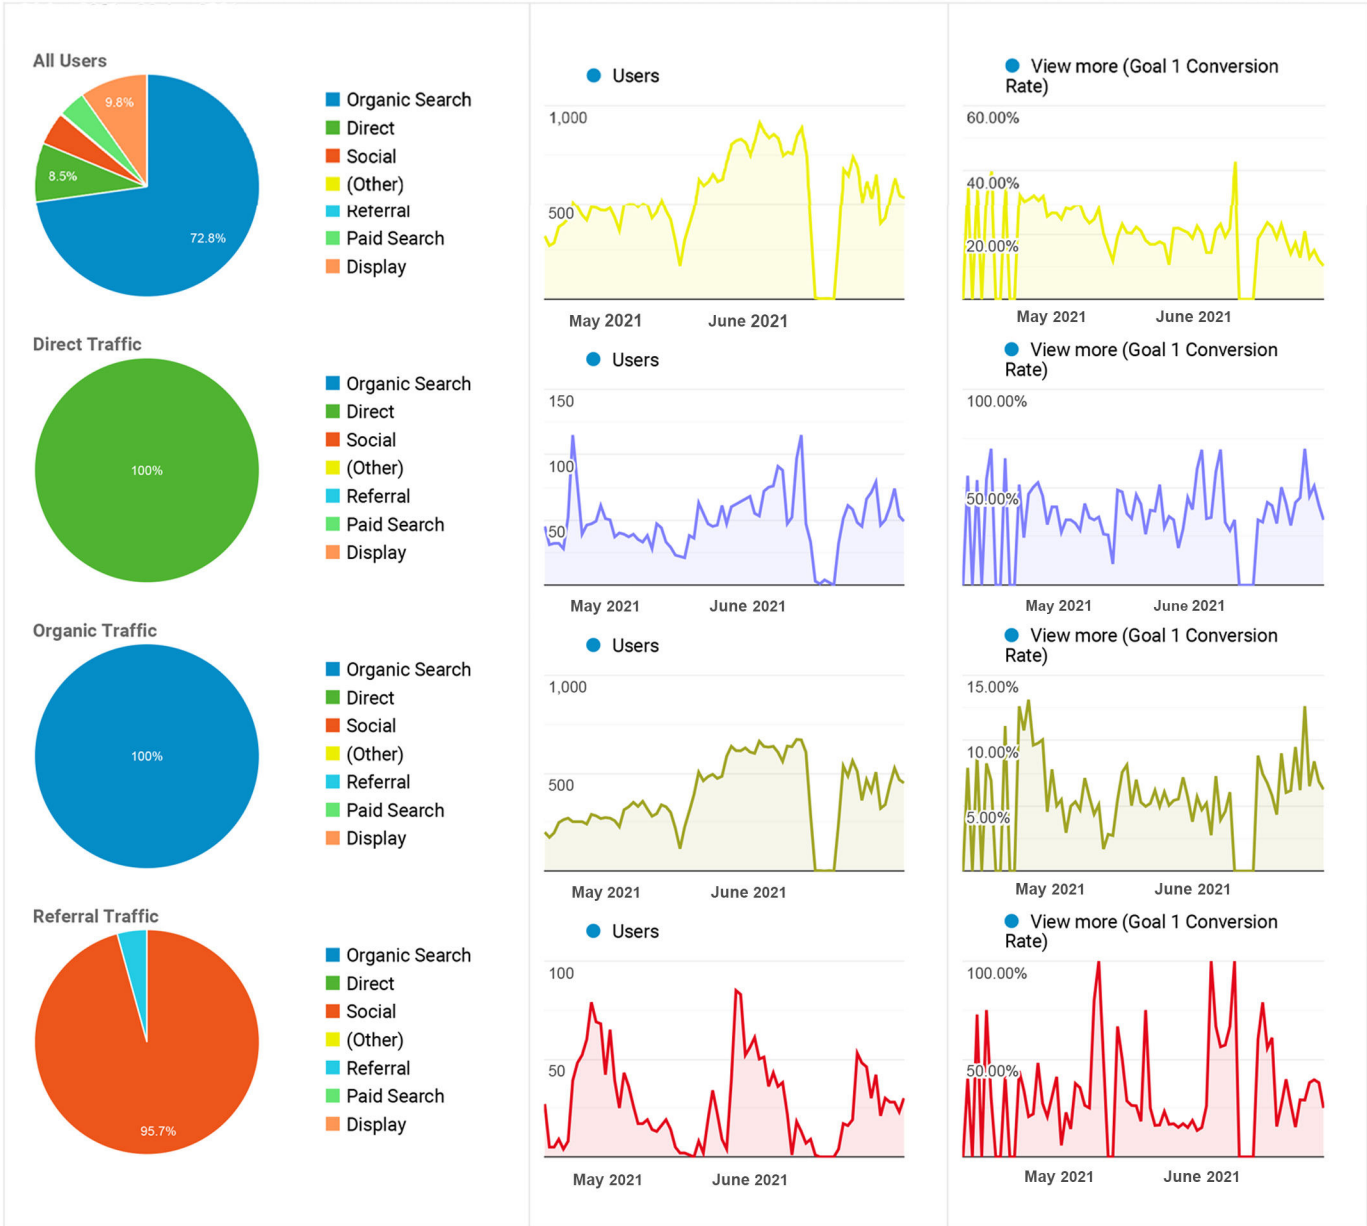 All Users
9.8%
8.5%
72.8%
Organic Search
Direct
Social
(Other)
Referral
Paid Search
Display
Users
1,000
500
May 2021
June 2021
View more (Goal 1 Conversion
Rate)
60.00%
40.00%
20.00%
May 2021
June 2021
Direct Traffic
100%
Organic Search
Direct
Social
(Other)
Referral
Paid Search
Display
Users
150
100
50
May 2021
June 2021
View more (Goal 1 Conversion
Rate)
100.00%
50.00%
May 2021
June 2021
Organic Traffic
100%
Organic Search
Direct
Social
(Other)
Referral
Paid Search
Display
Users
1,000
500
May 2021
June 2021
View more (Goal 1 Conversion
Rate)
15.00%
10.00%
5.00%
May 2021
June 2021
Referral Traffic
95.7%
Organic Search
Direct
Social
(Other)
Referral
Paid Search
Display
Users
100
50
May 2021
June 2021
View more (Goal 1 Conversion
Rate)
100.00%
50.00%
May 2021
June 2021